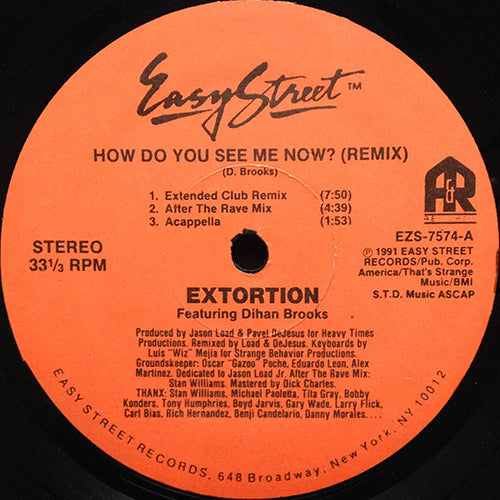 Easy Street™
HOW DO YOU SEE ME NOW? (REMIX)
(D. Brooks)
1. Extended Club Remix (7:50)
2. After The Rave Mix (4:39)
3. Acappella (1:53)
A&R
STEREO
33 1/3 RPM
EZS-7574-A
Ⓟ 1991 EASY STREET
RECORDS/Pub. Corp.
America/That's Strange
Music/BMI
S.T.D. Music ASCAP
EXTORTION
Featuring Dihan Brooks
Produced by Jason Load & Pavel DeJesus for Heavy Times
Productions. Remixed by Load & DeJesus. Keyboards by
Luis "Wiz" Mejia for Strange Behavior Productions.
Groundskeeper: Oscar "Gazoo" Poche, Eduardo Leon, Alex
Martinez. Dedicated to Jason Load Jr. After The Rave Mix:
Stan Williams. Mastered by Dick Charles.
THANX: Stan Williams, Michael Paoletta, Tita Gray, Bobby
Konders, Tony Humphries, Boyd Jarvis, Gary Wade, Larry Flick,
Carl Bias, Rich Hernandez, Benji Candelario, Danny Morales....
EASY STREET RECORDS, 648 Broadway, New York, NY 10012